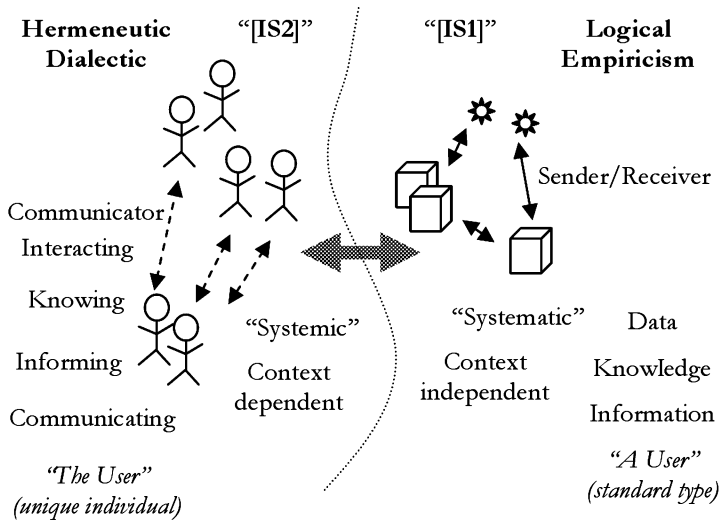 Hermeneutic
Dialectic
“[IS2]”
“[IS1]”
Logical
Empiricism
Sender/Receiver
Communicator
Interacting
Knowing
Informing
Communicating
“The User”
(unique individual)
“Systemic”
Context
dependent
“Systematic”
Context
independent
Data
Knowledge
Information
“A User”
(standard type)